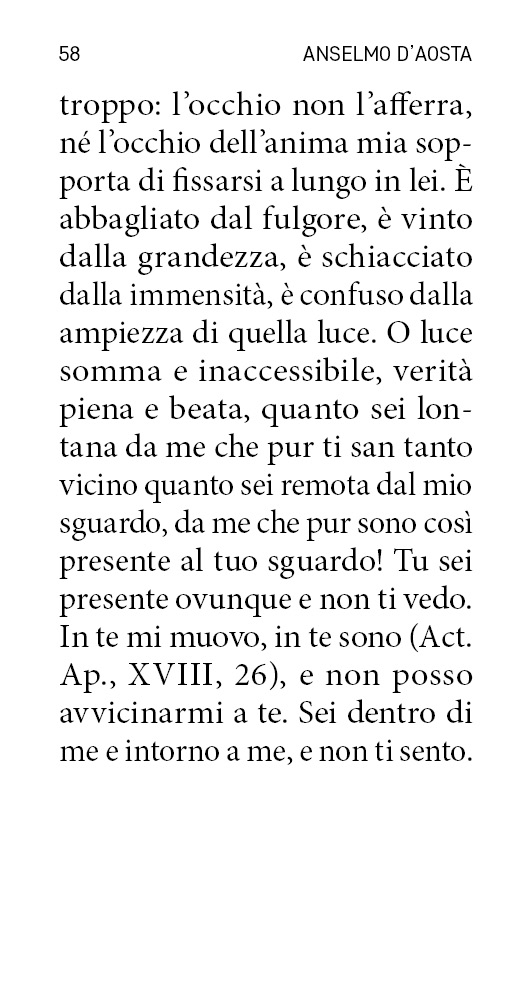 58 ANSELMO D'AOSTA
troppo: l'occhio non l'afferra,
né l'occhio dell'anima mia sop-
porta di fissarsi a lungo in lei. È
abbagliato dal fulgore, è vinto
dalla grandezza, è schiacciato
dalla immensità, è confuso dalla
ampiezza di quella luce. O luce
somma e inaccessibile, verità
piena e beata, quanto sei lon-
tana da me che pur ti san tanto
vicino quanto sei remota dal mio
sguardo, da me che pur sono così
presente al tuo sguardo! Tu sei
presente ovunque e non ti vedo.
In te mi muovo, in te sono (Act.
Ap., XVIII, 26), e non posso
avvicinarmi a te. Sei dentro di
me e intorno a me, e non ti sento.